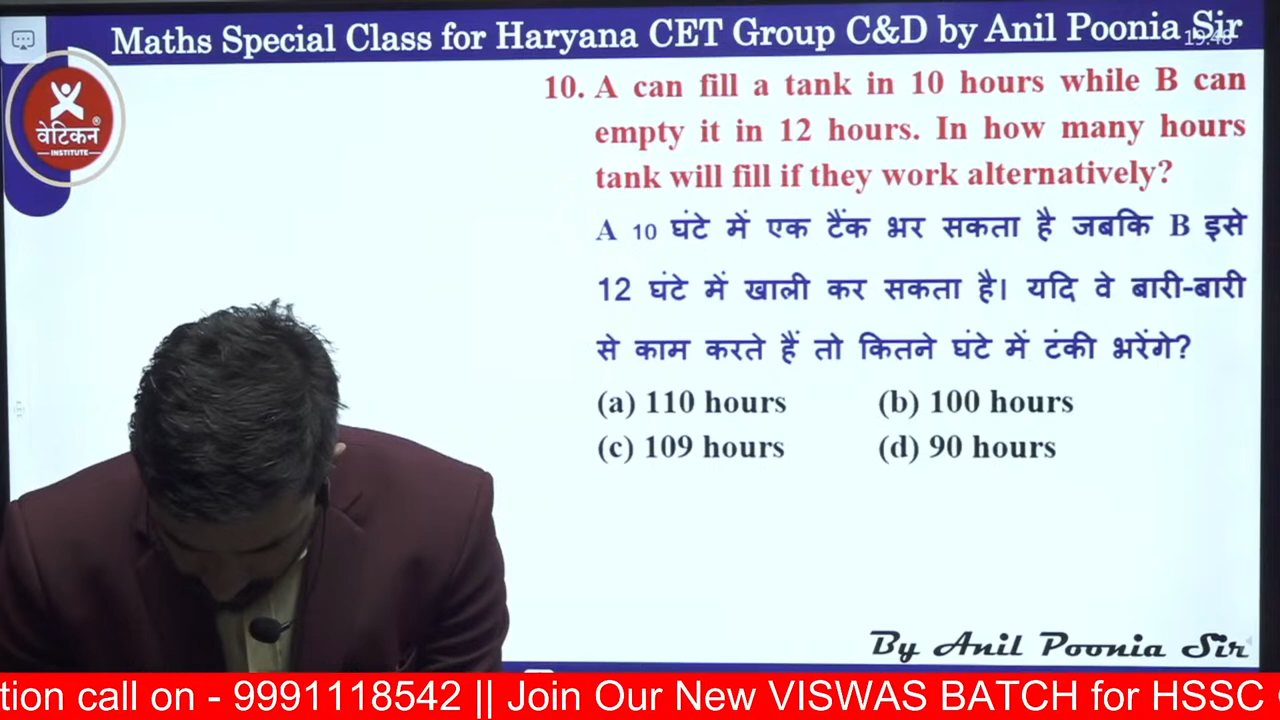 Maths Special Class for Haryana CET Group C&D by Anil Poonia Sir
19:48
वेटिकन
INSTITUTE
10. A can fill a tank in 10 hours while B can
empty it in 12 hours. In how many hours
tank will fill if they work alternatively?
A 10 घंटे में एक टैंक भर सकता है जबकि B इसे
12 घंटे में खाली कर सकता है। यदि वे बारी-बारी
से काम करते हैं तो कितने घंटे में टंकी भरेंगे?
(a) 110 hours (b) 100 hours
(c) 109 hours (d) 90 hours
By Anil Poonia Sir
tion call on - 9991118542 || Join Our New VISWAS BATCH for HSSC